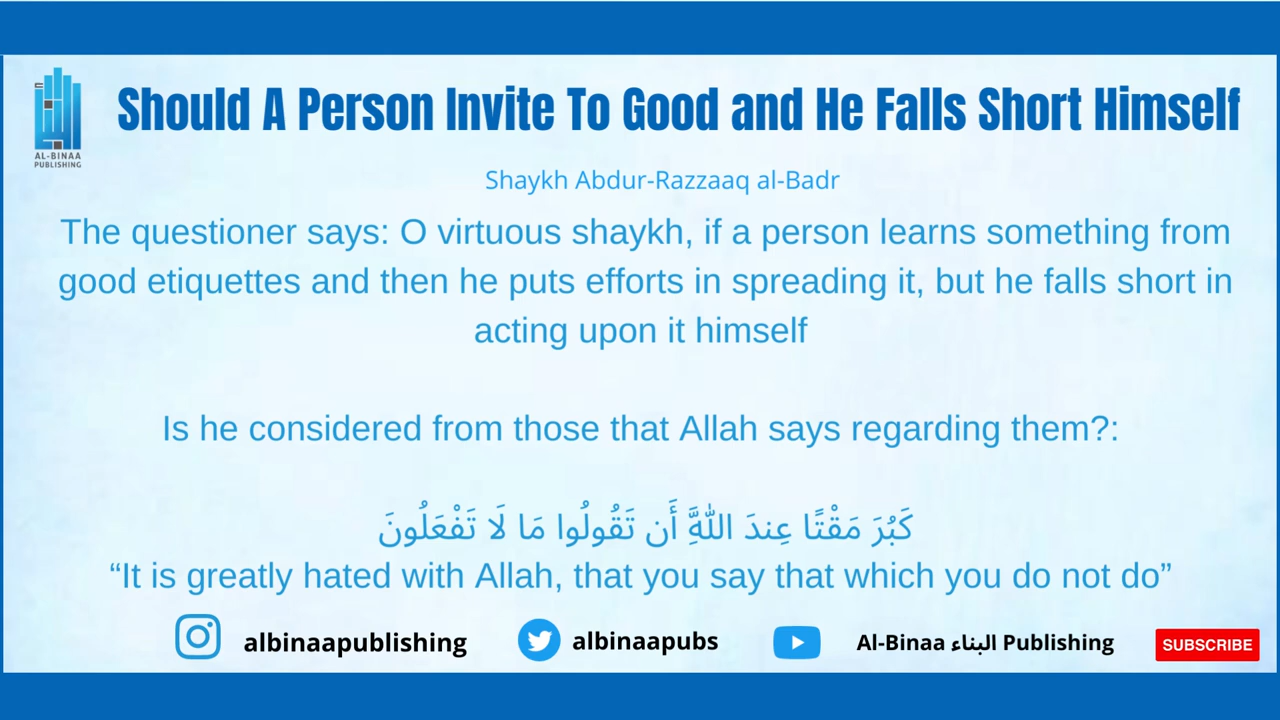 Should A Person Invite To Good and He Falls Short Himself
AL-BINAA
PUBLISHING
Shaykh Abdur-Razzaaq al-Badr
The questioner says: O virtuous shaykh, if a person learns something from
good etiquettes and then he puts efforts in spreading it, but he falls short in
acting upon it himself
Is he considered from those that Allah says regarding them?:
كَبُرَ مَقْتًا عِندَ اللَّهِ أَن تَقُولُوا مَا لَا تَفْعَلُونَ
“It is greatly hated with Allah, that you say that which you do not do”
albinaapublishing
albinaapubs
Al-Binaa البناء Publishing
SUBSCRIBE